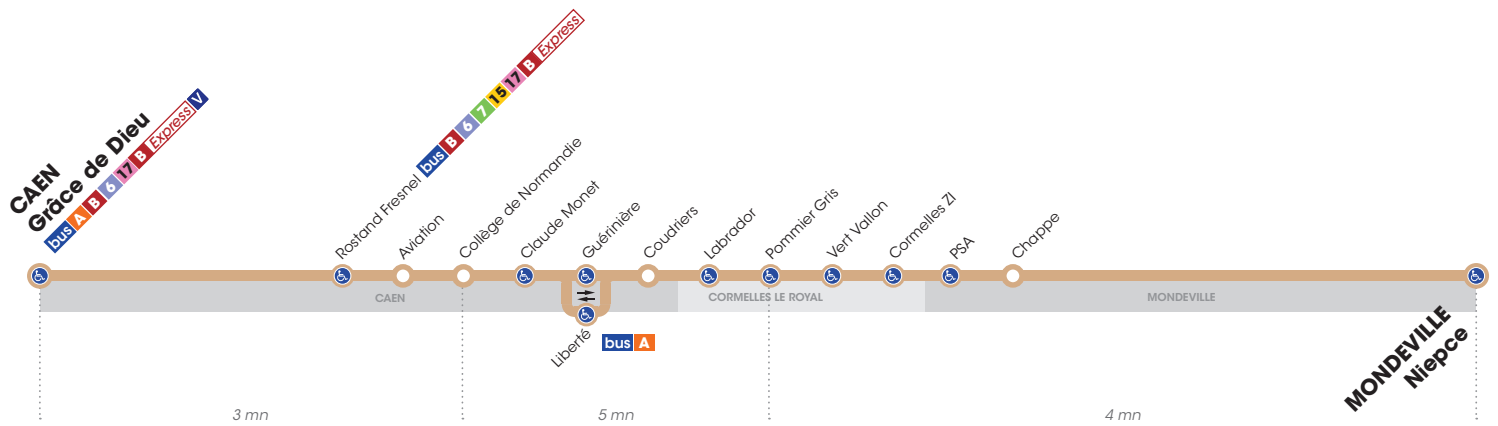 CAEN
Grâce de Dieu
bus A B 6 17 B Express V
Rostand Fresnel bus B 6 7 15 17 B Express
Aviation
Collège de Normandie
Claude Monet
Guérinière
Coudriers
Labrador
Pommier Gris
Vert Vallon
Cormelles ZI
PSA
Chappe
CAEN
CORMELLES LE ROYAL
MONDEVILLE
Liberté
bus A
MONDEVILLE
Niepce
3 mn
5 mn
4 mn